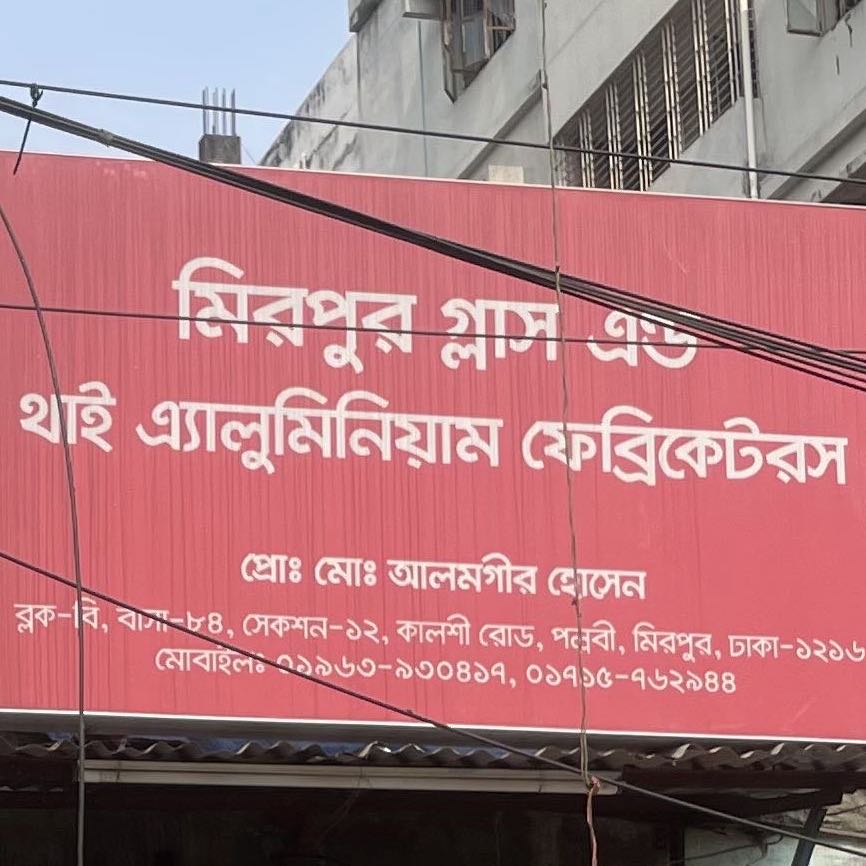 মিরপুর গ্লাস এন্ড
থাই এ্যালুমিনিয়াম ফেব্রিকেটরস
প্রোঃ মোঃ আলমগীর হোসেন
ব্লক-বি, বাসা-৮৪, সেকশন-১২, কালশী রোড, পল্লবী, মিরপুর, ঢাকা-১২১৬
মোবাইলঃ ০১৯৬৩-৯৩০৪১৭, ০১৭১৫-৭৬২৯৪৪